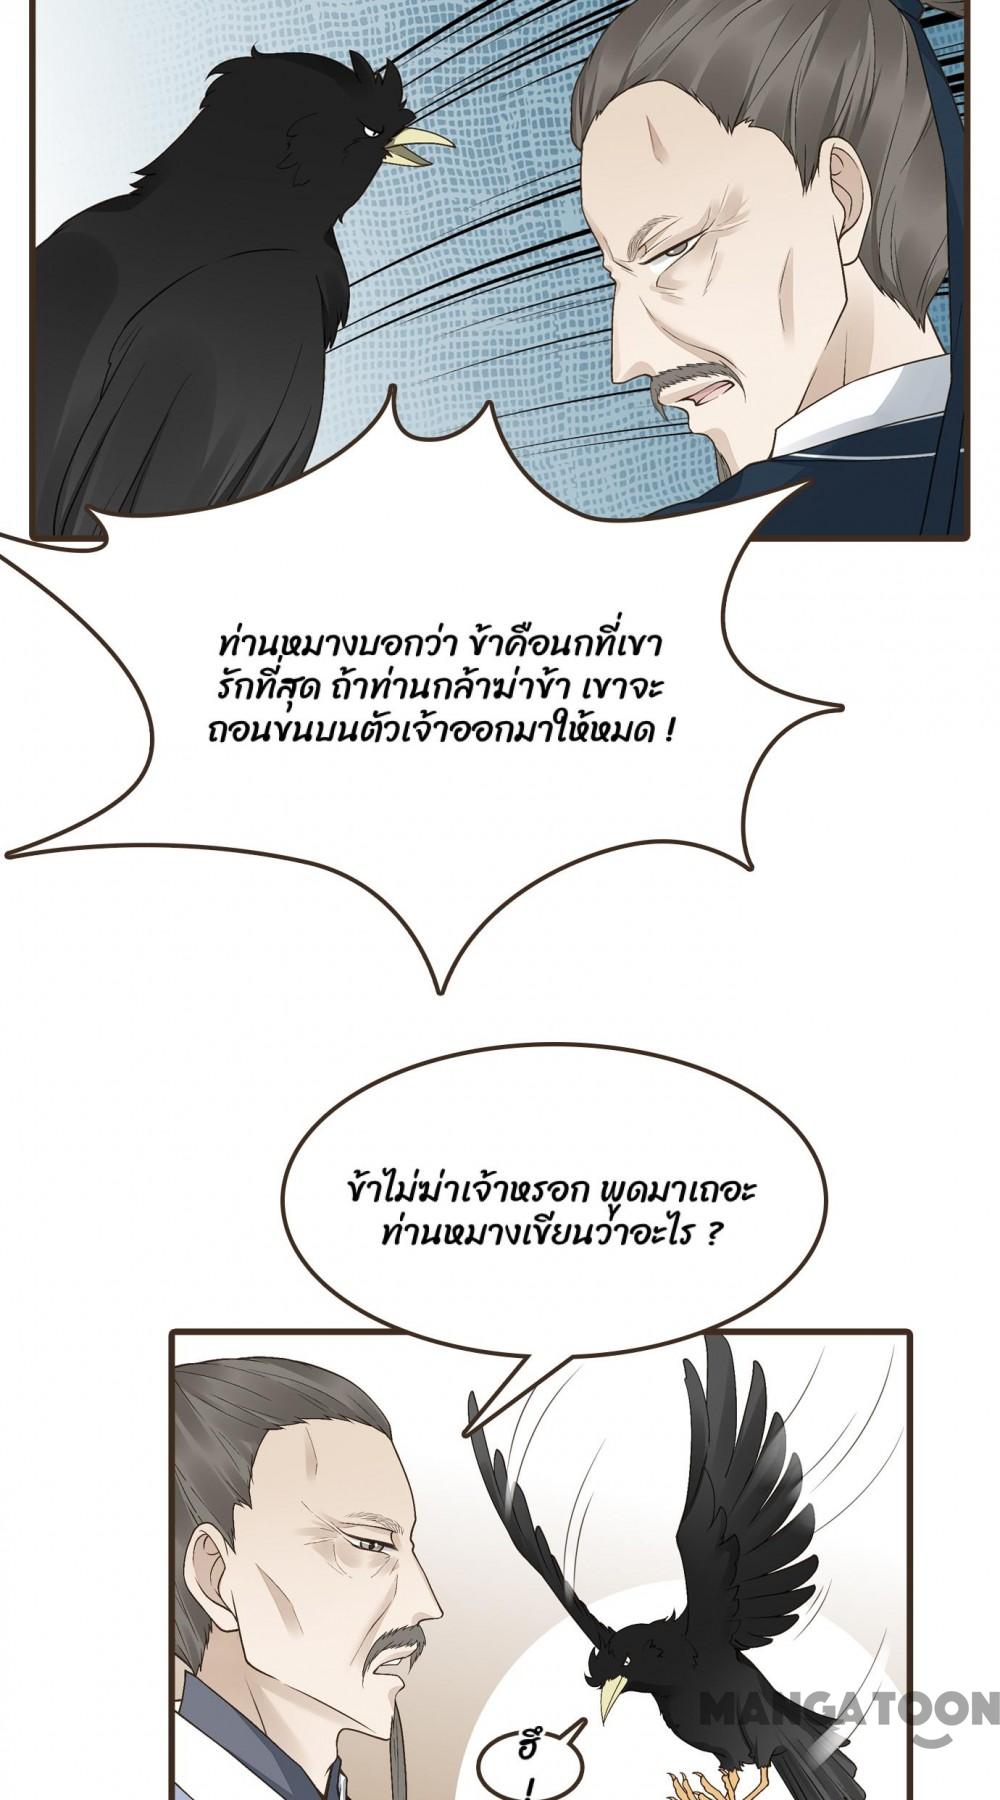 ท่านหมางบอกว่า ข้าคือนกที่เขา
รักที่สุด ถ้าท่านกล้าฆ่าข้า เขาจะ
ถอนขนบนตัวเจ้าออกมาให้หมด !
ข้าไม่ฆ่าเจ้าหรอก พูดมาเถอะ
ท่านหมางเขียนว่าอะไร ?
MANGATOON
ฮึ
!